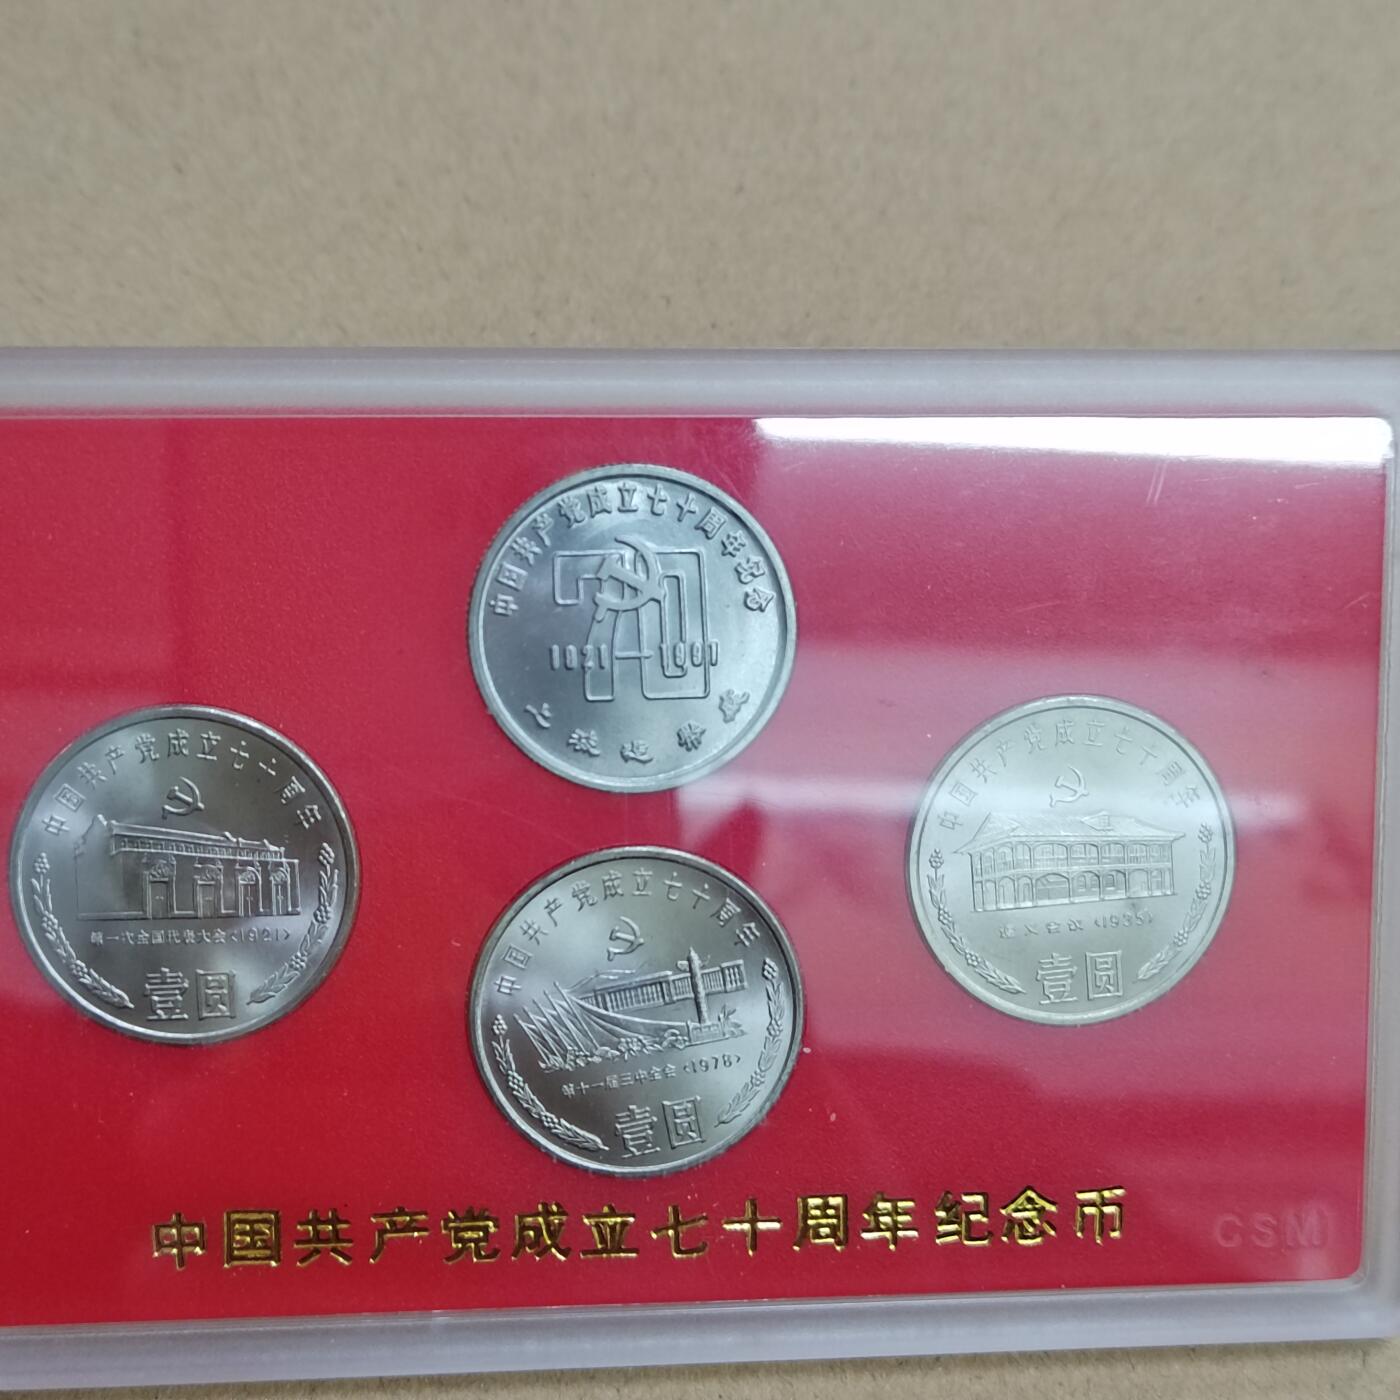 中国共产党成立七十周年纪念
1921—1991
中国共产党成立七十周年
第一次全国代表大会<1921>
壹圆
中国共产党成立七十周年
第十一届三中全会<1978>
壹圆
中国共产党成立七十周年
遵义会议<1935>
壹圆
中国共产党成立七十周年纪念币
CSM